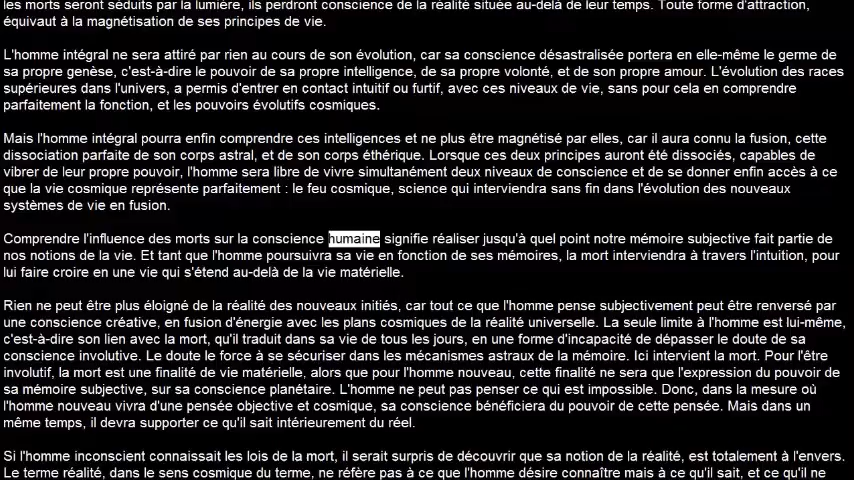 les morts seront séduits par la lumière, ils perdront conscience de la réalité située au-delà de leur temps. Toute forme d'attraction,
équivaut à la magnétisation de ses principes de vie.
L'homme intégral ne sera attiré par rien au cours de son évolution, car sa conscience désastralisée portera en elle-même le germe de
sa propre genèse, c'est-à-dire le pouvoir de sa propre intelligence, de sa propre volonté, et de son propre amour. L'évolution des races
supérieures dans l'univers, a permis d'entrer en contact intuitif ou furtif, avec ces niveaux de vie, sans pour cela en comprendre
parfaitement la fonction, et les pouvoirs évolutifs cosmiques.
Mais l'homme intégral pourra enfin comprendre ces intelligences et ne plus être magnétisé par elles, car il aura connu la fusion, cette
dissociation parfaite de son corps astral, et de son corps éthérique. Lorsque ces deux principes auront été dissociés, capables de
vibrer de leur propre pouvoir, l'homme sera libre de vivre simultanément deux niveaux de conscience et de se donner enfin accès à ce
que la vie cosmique représente parfaitement : le feu cosmique, science qui interviendra sans fin dans l'évolution des nouveaux
systèmes de vie en fusion.
Comprendre l'influence des morts sur la conscience humaine signifie réaliser jusqu'à quel point notre mémoire subjective fait partie de
nos notions de la vie. Et tant que l'homme poursuivra sa vie en fonction de ses mémoires, la mort interviendra à travers l'intuition, pour
lui faire croire en une vie qui s'étend au-delà de la vie matérielle.
Rien ne peut être plus éloigné de la réalité des nouveaux initiés, car tout ce que l'homme pense subjectivement peut être renversé par
une conscience créative, en fusion d'énergie avec les plans cosmiques de la réalité universelle. La seule limite à l'homme est lui-même,
c'est-à-dire son lien avec la mort, qu'il traduit dans sa vie de tous les jours, en une forme d'incapacité de dépasser le doute de sa
conscience involutive. Le doute le force à se sécuriser dans les mécanismes astraux de la mémoire. Ici intervient la mort. Pour l'être
involutif, la mort est une finalité de vie matérielle, alors que pour l'homme nouveau, cette finalité ne sera que l'expression du pouvoir de
sa mémoire subjective, sur sa conscience planétaire. L'homme ne peut pas penser ce qui est impossible. Donc, dans la mesure où
l'homme nouveau vivra d'une pensée objective et cosmique, sa conscience bénéficiera du pouvoir de cette pensée. Mais dans un
même temps, il devra supporter ce qu'il sait intérieurement du réel.
Si l'homme inconscient connaissait les lois de la mort, il serait surpris de découvrir que sa notion de la réalité, est totalement à l'envers.
Le terme réalité, dans le sens cosmique du terme, ne réfère pas à ce que l'homme désire connaître mais à ce qu'il sait, et ce qu'il ne